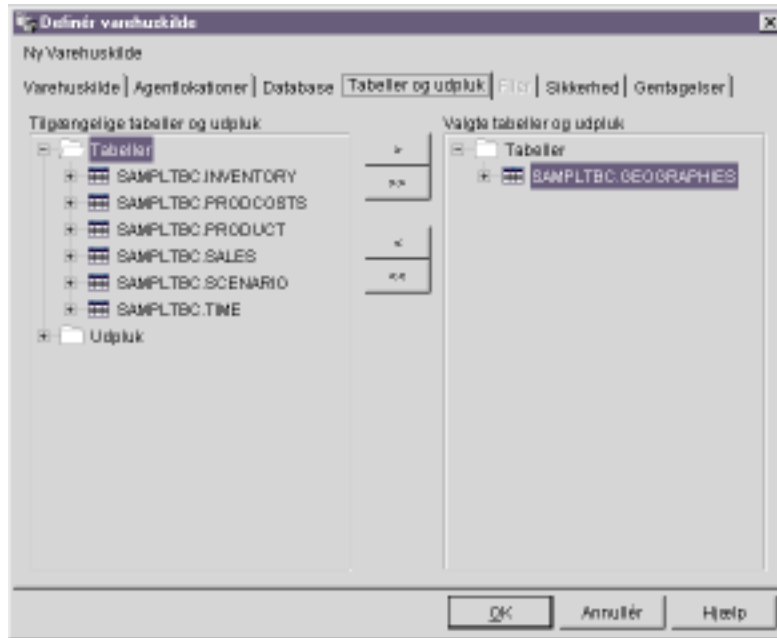 Definér varehuskilde
Ny Varehuskilde
Varehuskilde Agentlokationer Database Tabeller og udpluk Filer Sikkerhed Gentagelser
Tilgængelige tabeller og udpluk
Tabeller
SAMPLTBC.INVENTORY
SAMPLTBC.PRODCOSTS
SAMPLTBC.PRODUCT
SAMPLTBC.SALES
SAMPLTBC.SCENARIO
SAMPLTBC.TIME
Udpluk
>
>>
<
<<
Valgte tabeller og udpluk
Tabeller
SAMPLTBC.GEOGRAPHIES
OK Annullér Hjælp